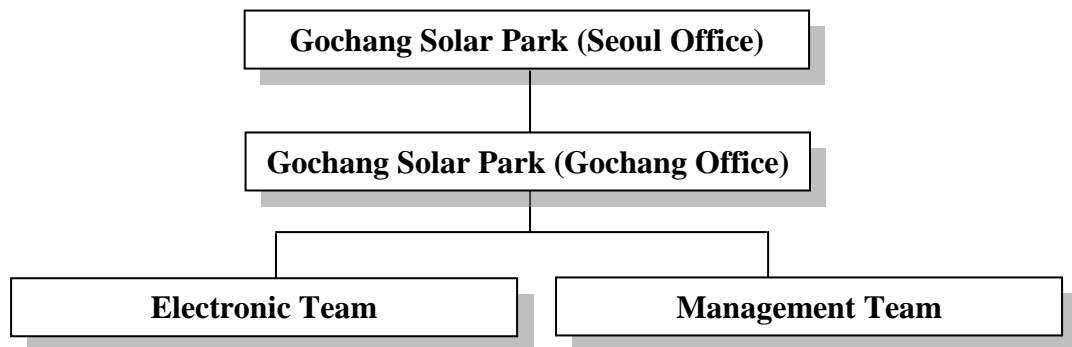 Gochang Solar Park (Seoul Office)
Gochang Solar Park (Gochang Office)
Electronic Team
Management Team